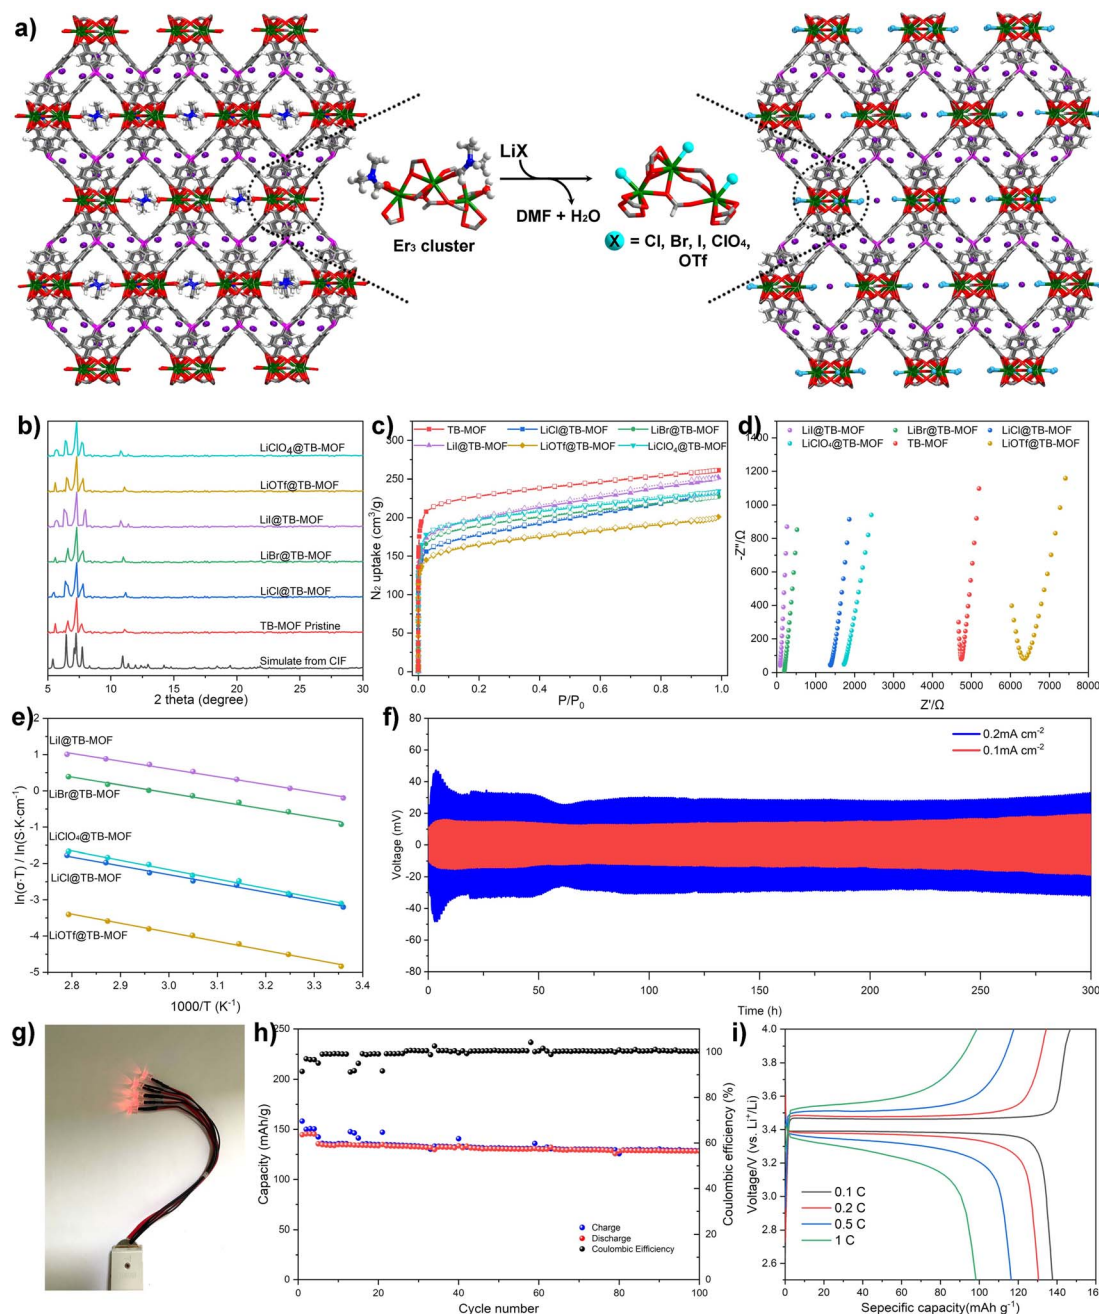 a)
LiX
DMF + H₂O
Er₃ cluster
X = Cl, Br, I, ClO₄,
OTf
b)
LiClO₄@TB-MOF
LiOTf@TB-MOF
LiI@TB-MOF
LiBr@TB-MOF
LiCl@TB-MOF
TB-MOF Pristine
Simulate from CIF
5 10 15 20 25 30
2 theta (degree)
c)
TB-MOF LiCl@TB-MOF LiBr@TB-MOF
LiI@TB-MOF LiOTf@TB-MOF LiClO₄@TB-MOF
N₂ uptake (cm³/g)
300
250
200
150
100
50
0
0.0 0.2 0.4 0.6 0.8 1.0
P/P₀
d)
LiI@TB-MOF LiBr@TB-MOF LiCl@TB-MOF
LiClO₄@TB-MOF TB-MOF LiOTf@TB-MOF
-Z''/Ω
1400
1200
1000
800
600
400
200
0
0 1000 2000 3000 4000 5000 6000 7000 8000
Z'/Ω
e)
ln(σ·T) / ln(S·K·cm⁻¹)
2
1
0
-1
-2
-3
-4
-5
LiI@TB-MOF
LiBr@TB-MOF
LiClO₄@TB-MOF
LiCl@TB-MOF
LiOTf@TB-MOF
2.8 2.9 3.0 3.1 3.2 3.3 3.4
1000/T (K⁻¹)
f)
Voltage (mV)
80
60
40
20
0
-20
-40
-60
-80
0.2mA cm⁻²
0.1mA cm⁻²
0 50 100 150 200 250 300
Time (h)
g)
h)
Capacity (mAh/g)
250
200
150
100
50
0
Charge
Discharge
Coulombic Eifficiency
100
80
60
40
20
0
Coulombic efficiency (%)
0 20 40 60 80 100
Cycle number
i)
Voltage/V (vs. Li⁺/Li)
4.0
3.8
3.6
3.4
3.2
3.0
2.8
2.6
0.1 C
0.2 C
0.5 C
1 C
0 20 40 60 80 100 120 140 160
Sepecific capacity(mAh g⁻¹)